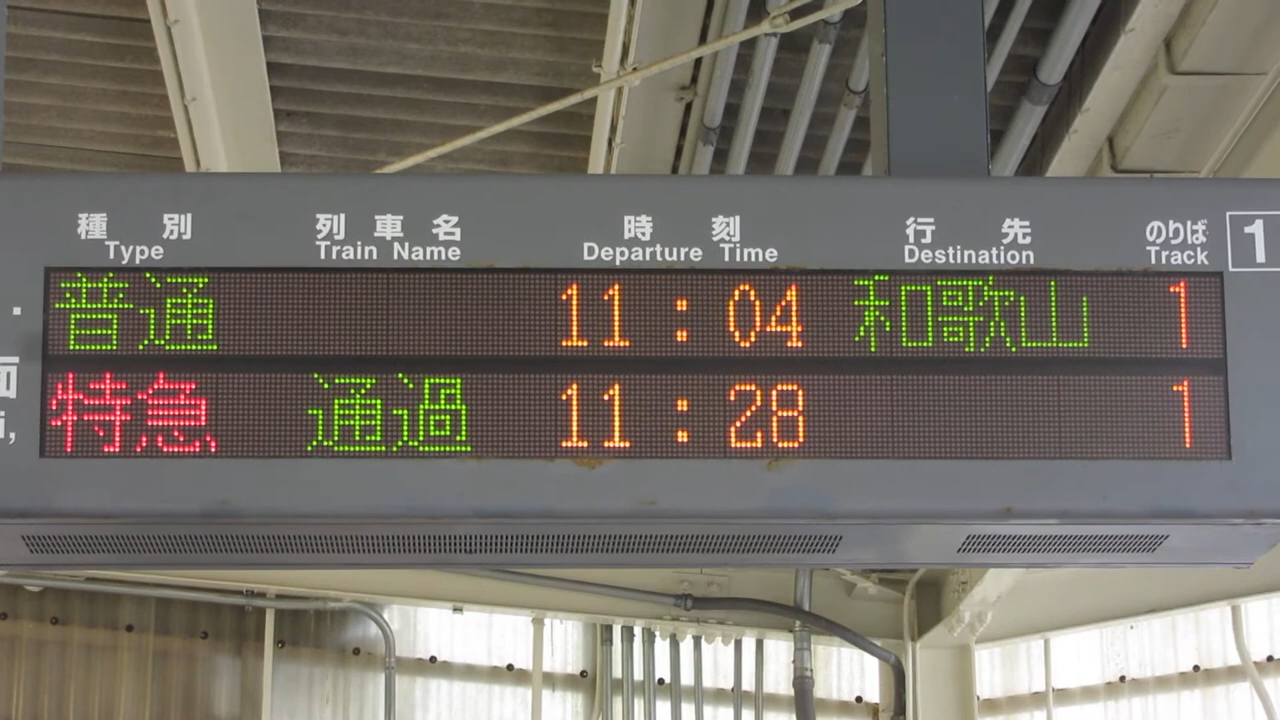 種別 列車名 時刻 行先 のりば 1
Type Train Name Departure Time Destination Track
普通 11:04 和歌山 1
特急 通過 11:28 1
面
i,